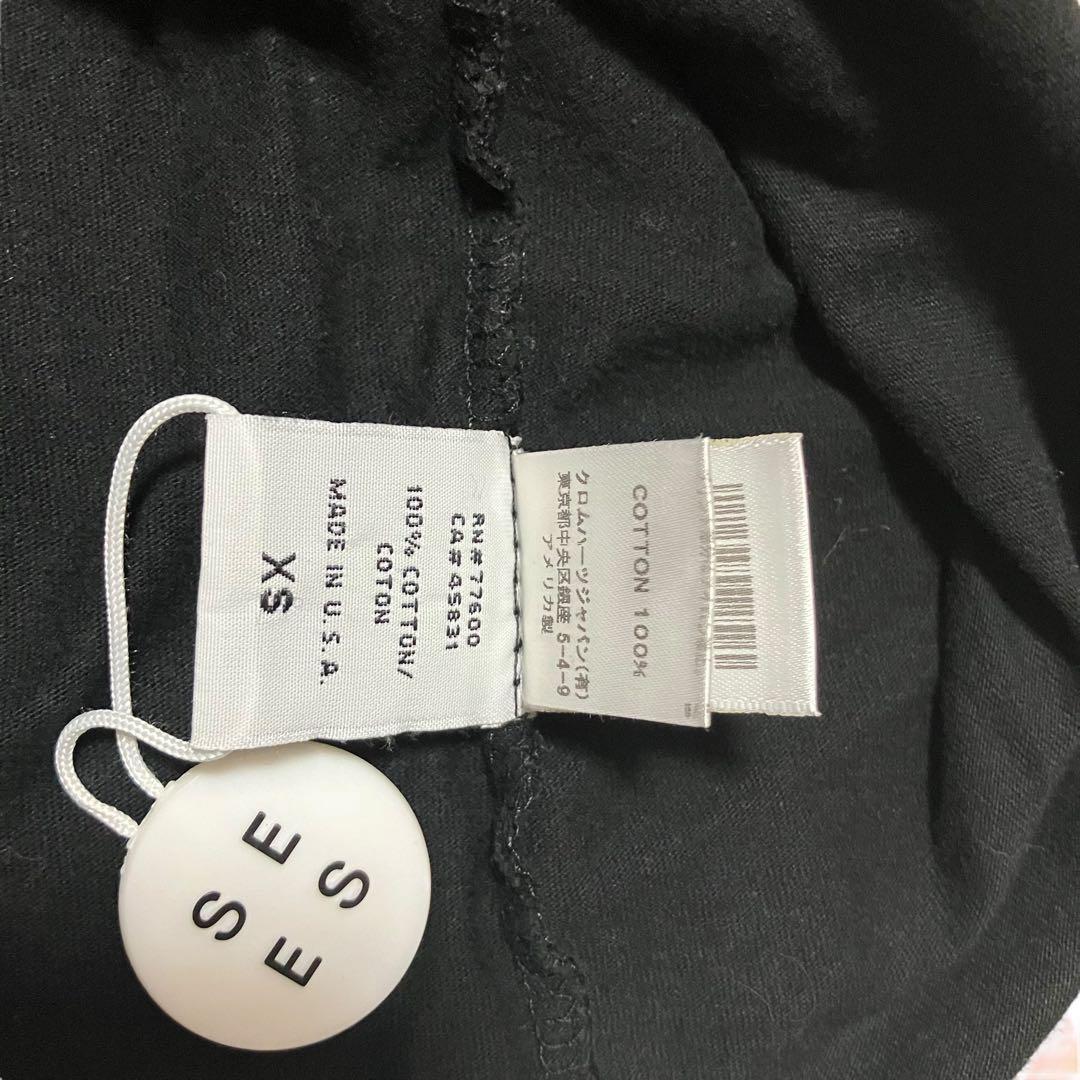 RN#77600
CA#45831
100% COTTON/
COTON
MADE IN U.S.A.
XS
COTTON 100%
クロムハーツジャパン(有)
東京都中央区銀座 5-4-9
アメリカ製
S E
E S